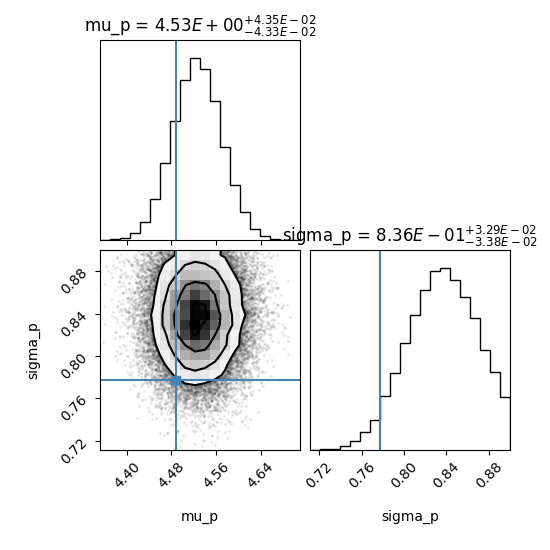 mu_p = 4.53E+00+4.35E−02
−4.33E−02
sigma_p = 8.36E−01+3.29E−02
−3.38E−02
0.88
0.84
0.80
0.76
0.72
sigma_p
4.40 4.48 4.56 4.64
0.72 0.76 0.80 0.84 0.88
mu_p
sigma_p